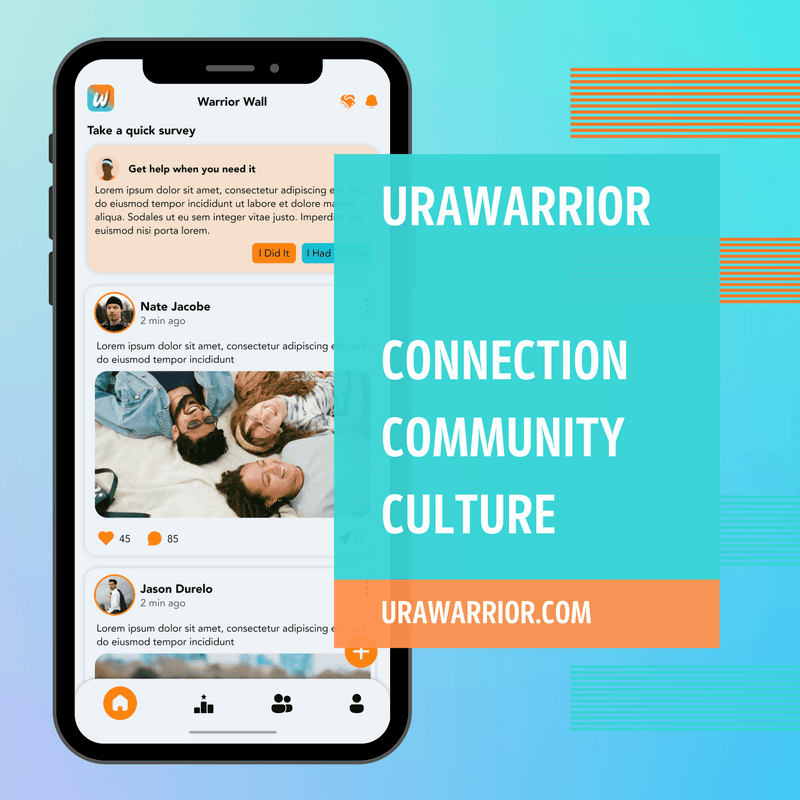 W
Warrior Wall
Take a quick survey
Get help when you need it
Lorem ipsum dolor sit amet, consectetur adipiscing elit, sed
do eiusmod tempor incididunt ut labore et dolore magna
aliqua. Sodales ut eu sem integer vitae justo. Imperdiet vel
euismod nisi porta lorem.
I Did It
I Had
Nate Jacobe
2 min ago
Lorem ipsum dolor sit amet, consectetur adipiscing elit, sed
do eiusmod tempor incididunt
45 85 85
Jason Durelo
2 min ago
Lorem ipsum dolor sit amet, consectetur adipiscing elit, sed
do eiusmod tempor incididunt
URAWARRIOR
CONNECTION
COMMUNITY
CULTURE
URAWARRIOR.COM